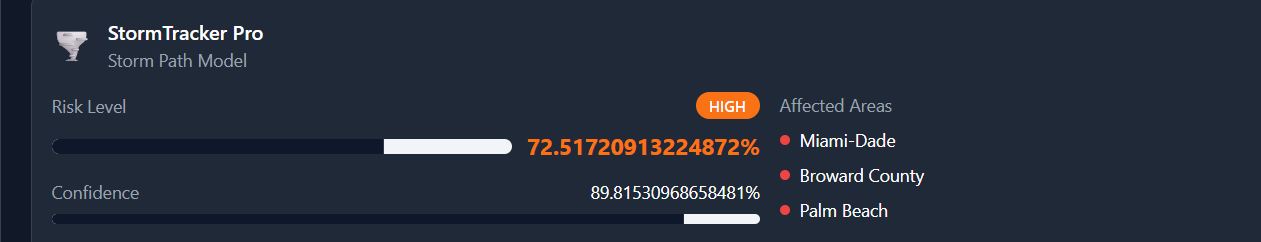 StormTracker Pro
Storm Path Model
Risk Level
HIGH
72.51720913224872%
Confidence
89.81530968658481%
Affected Areas
Miami-Dade
Broward County
Palm Beach